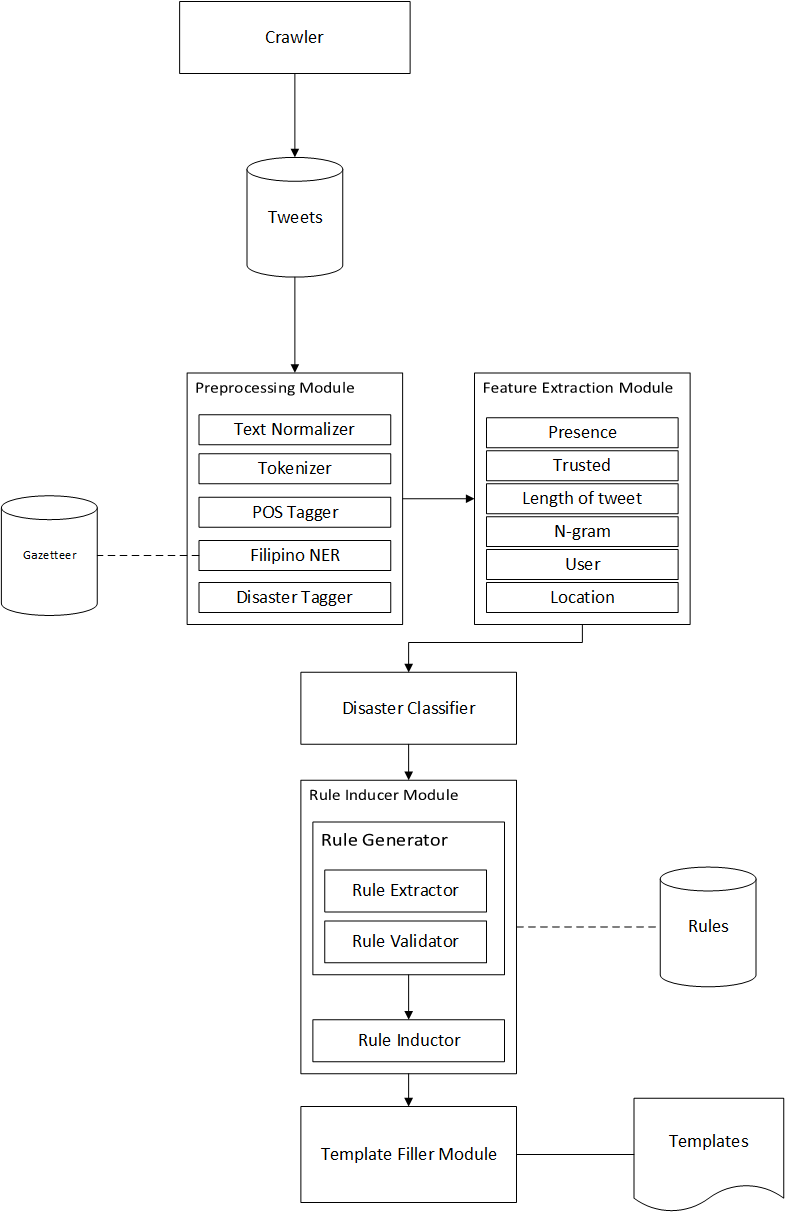 Crawler
Tweets
Preprocessing Module
Text Normalizer
Tokenizer
POS Tagger
Filipino NER
Disaster Tagger
Gazetteer
Feature Extraction Module
Presence
Trusted
Length of tweet
N-gram
User
Location
Disaster Classifier
Rule Inducer Module
Rule Generator
Rule Extractor
Rule Validator
Rule Inductor
Rules
Template Filler Module
Templates